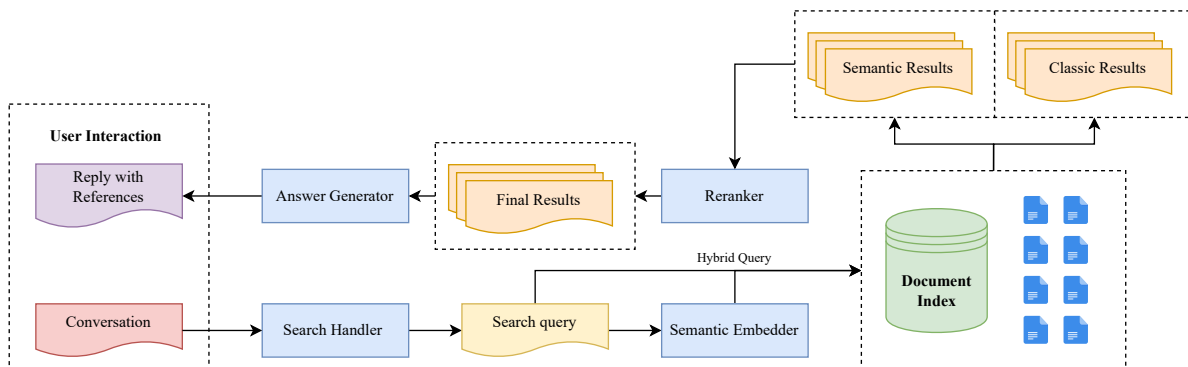 Semantic Results
Classic Results
User Interaction
Reply with
References
Answer Generator
Final Results
Reranker
Hybrid Query
Document
Index
Conversation
Search Handler
Search query
Semantic Embedder